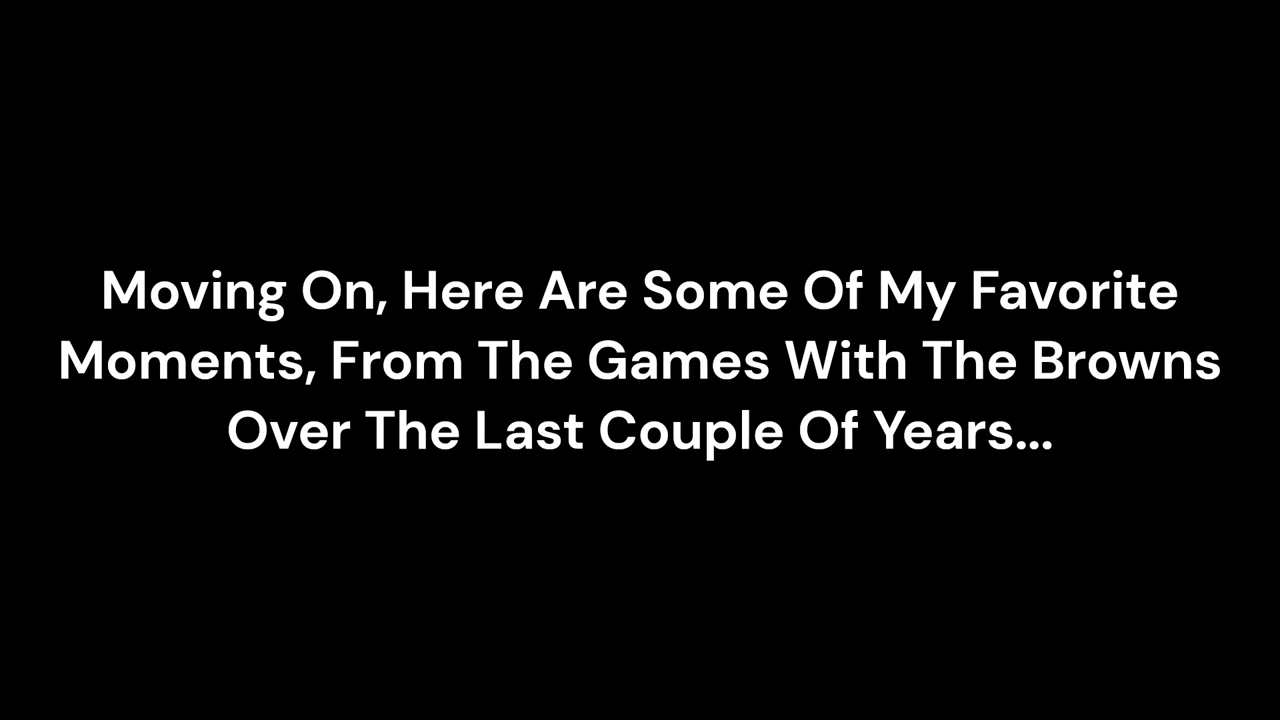 Moving On, Here Are Some Of My Favorite
Moments, From The Games With The Browns
Over The Last Couple Of Years...